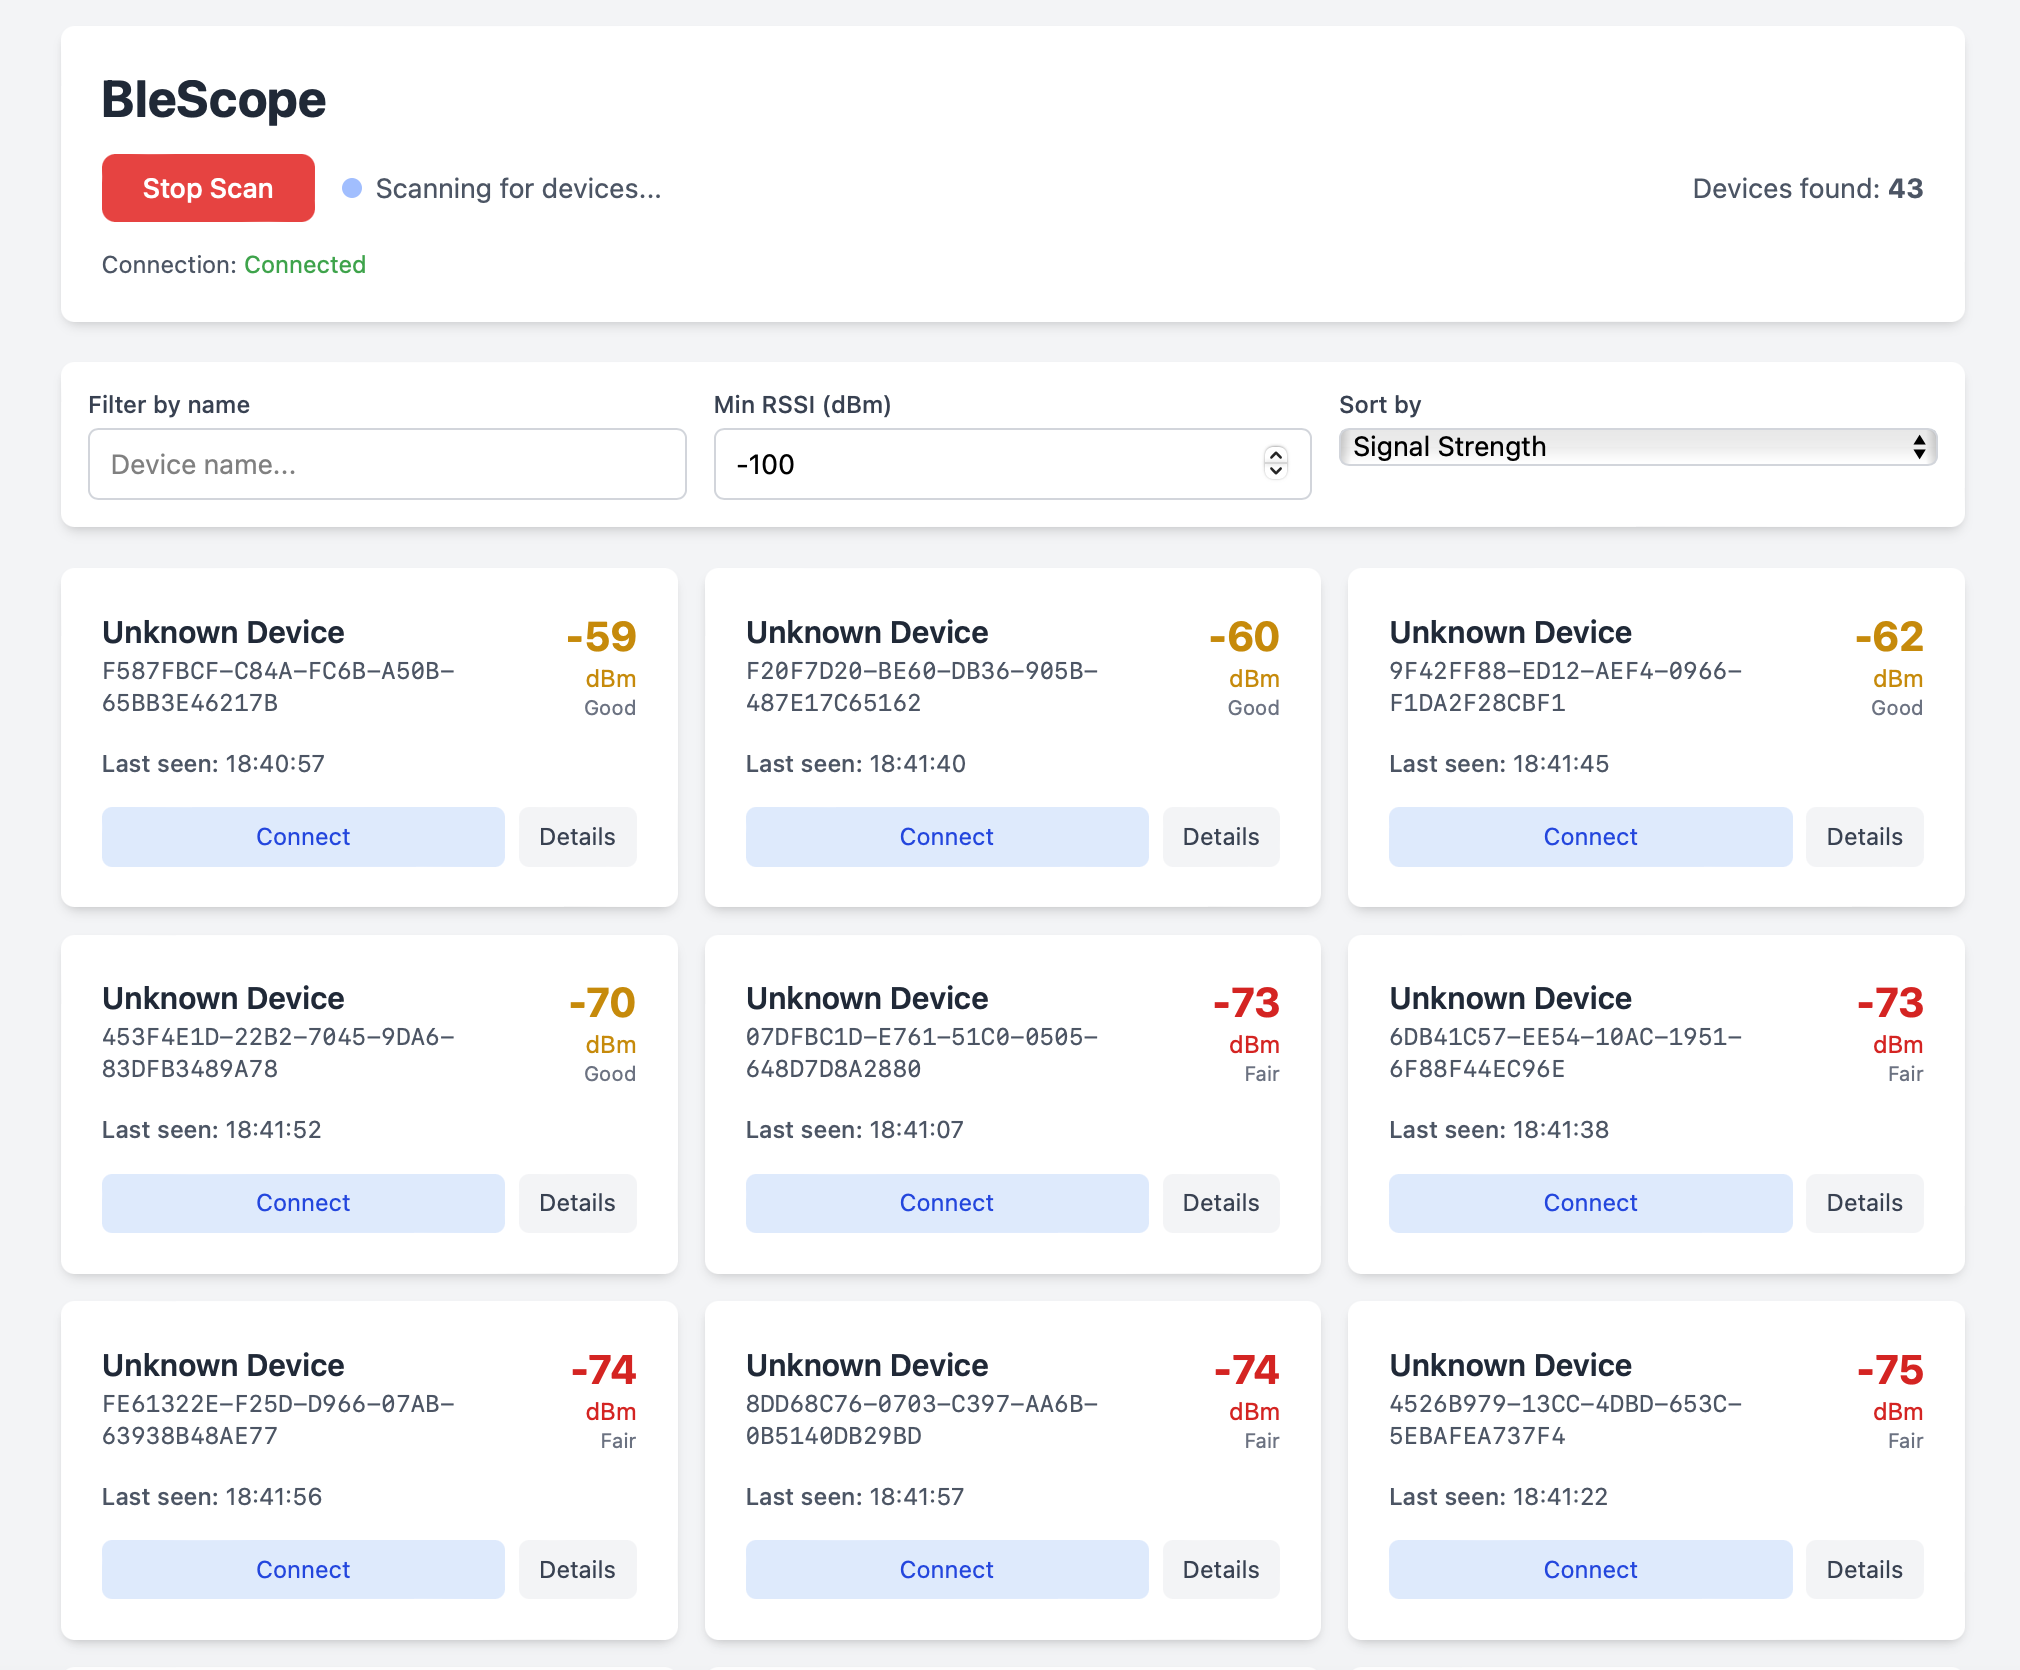 BleScope
Stop Scan
Scanning for devices...
Devices found: 43
Connection: Connected
Filter by name
Min RSSI (dBm)
Sort by
Device name...
-100
Signal Strength
Unknown Device
-59
F587FBCF-C84A-FC6B-A50B-
65BB3E46217B
dBm
Good
Last seen: 18:40:57
Connect
Details
Unknown Device
-60
F20F7D20-BE60-DB36-905B-
487E17C65162
dBm
Good
Last seen: 18:41:40
Connect
Details
Unknown Device
-62
9F42FF88-ED12-AEF4-0966-
F1DA2F28CBF1
dBm
Good
Last seen: 18:41:45
Connect
Details
Unknown Device
-70
453F4E1D-22B2-7045-9DA6-
83DFB3489A78
dBm
Good
Last seen: 18:41:52
Connect
Details
Unknown Device
-73
07DFBC1D-E761-51C0-0505-
648D7D8A2880
dBm
Fair
Last seen: 18:41:07
Connect
Details
Unknown Device
-73
6DB41C57-EE54-10AC-1951-
6F88F44EC96E
dBm
Fair
Last seen: 18:41:38
Connect
Details
Unknown Device
-74
FE61322E-F25D-D966-07AB-
63938B48AE77
dBm
Fair
Last seen: 18:41:56
Connect
Details
Unknown Device
-74
8DD68C76-0703-C397-AA6B-
0B5140DB29BD
dBm
Fair
Last seen: 18:41:57
Connect
Details
Unknown Device
-75
4526B979-13CC-4DBD-653C-
5EBAFEA737F4
dBm
Fair
Last seen: 18:41:22
Connect
Details